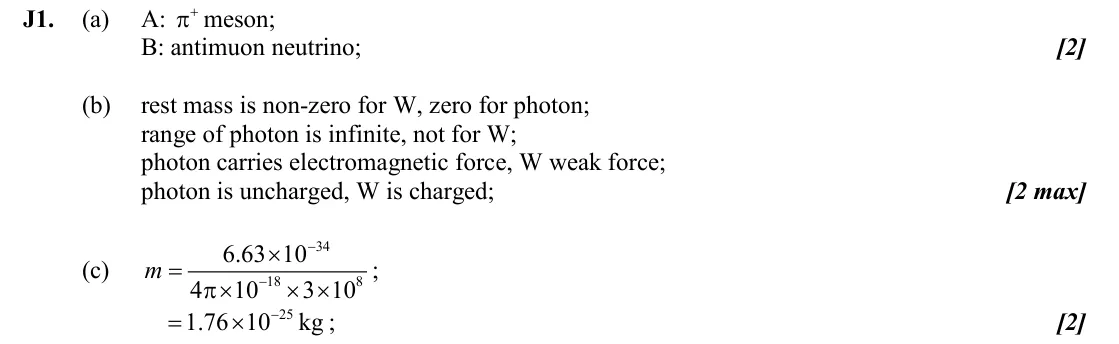 J1. (a) A: π⁺ meson;
B: antimuon neutrino; [2]
(b) rest mass is non-zero for W, zero for photon;
range of photon is infinite, not for W;
photon carries electromagnetic force, W weak force;
photon is uncharged, W is charged; [2 max]
(c) m = 6.63×10⁻³⁴ / 4π×10⁻¹⁸×3×10⁸ ;
=1.76×10⁻²⁵ kg ; [2]